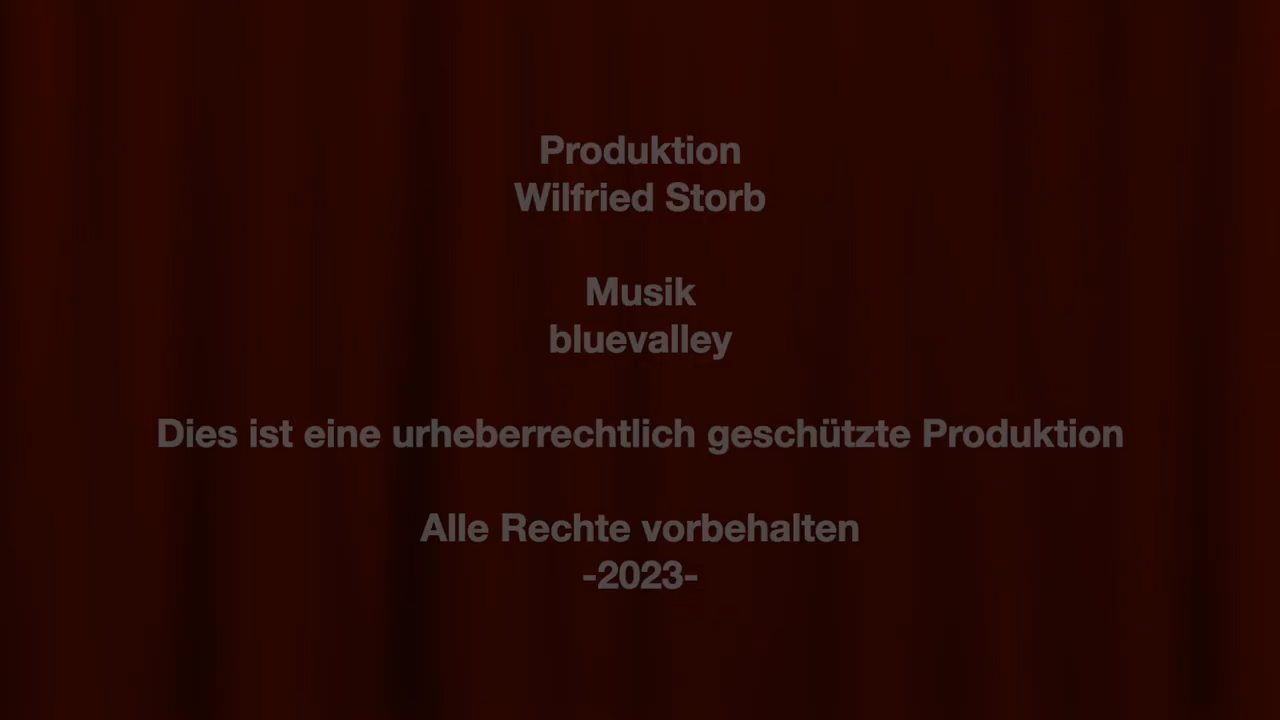 Produktion
Wilfried Storb
Musik
bluevalley
Dies ist eine urheberrechtlich geschützte Produktion
Alle Rechte vorbehalten
-2023-